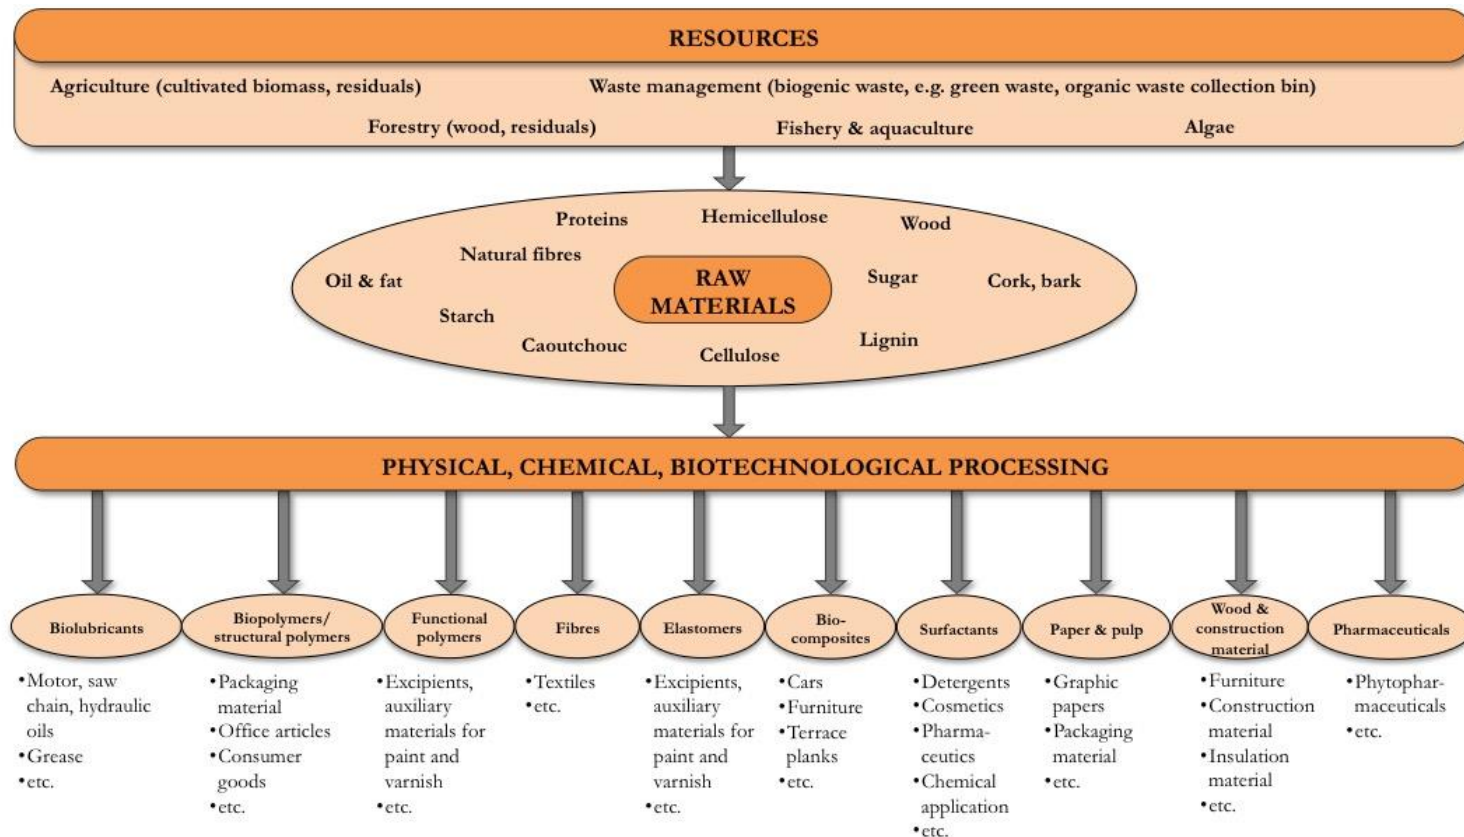 RESOURCES
Agriculture (cultivated biomass, residuals)
Waste management (biogenic waste, e.g. green waste, organic waste collection bin)
Forestry (wood, residuals)
Fishery & aquaculture
Algae
Proteins
Hemicellulose
Wood
Natural fibres
Oil & fat
RAW
MATERIALS
Sugar
Cork, bark
Starch
Caoutchouc
Cellulose
Lignin
PHYSICAL, CHEMICAL, BIOTECHNOLOGICAL PROCESSING
Biolubricants
•Motor, saw
chain, hydraulic
oils
•Grease
•etc.
Biopolymers/
structural polymers
•Packaging
material
•Office articles
•Consumer
goods
•etc.
Functional
polymers
•Excipients,
auxiliary
materials for
paint and
varnish
•etc.
Fibres
•Textiles
•etc.
Elastomers
•Excipients,
auxiliary
materials for
paint and
varnish
•etc.
Bio-
composites
•Cars
•Furniture
•Terrace
planks
•etc.
Surfactants
•Detergents
•Cosmetics
•Pharma-
ceutics
•Chemical
application
•etc.
Paper & pulp
•Graphic
papers
•Packaging
material
•etc.
Wood &
construction
material
•Furniture
•Construction
material
•Insulation
material
•etc.
Pharmaceuticals
•Phytophar-
maceuticals
•etc.